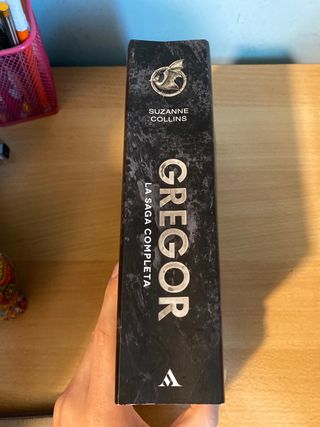 SUZANNE
COLLINS
GREGOR
LA SAGA COMPLETA